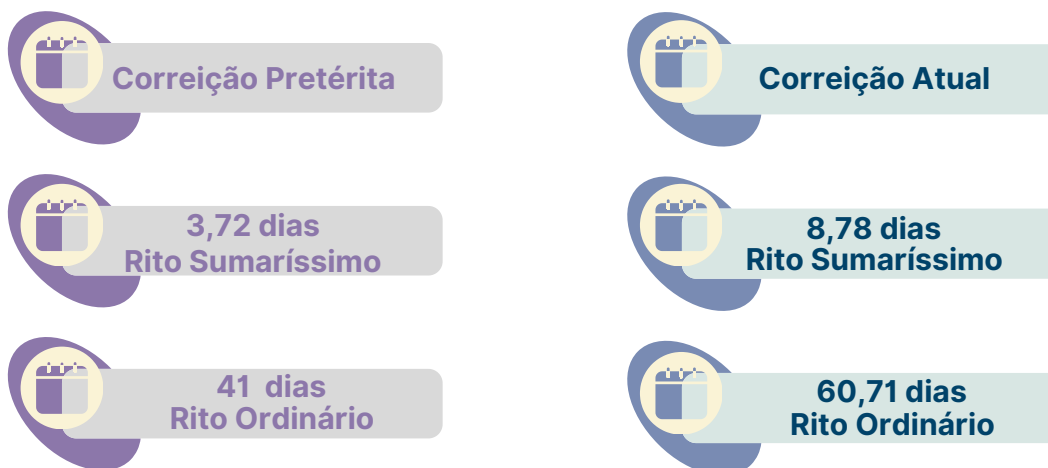 Correição Pretérita
3,72 dias
Rito Sumaríssimo
41 dias
Rito Ordinário
Correição Atual
8,78 dias
Rito Sumaríssimo
60,71 dias
Rito Ordinário